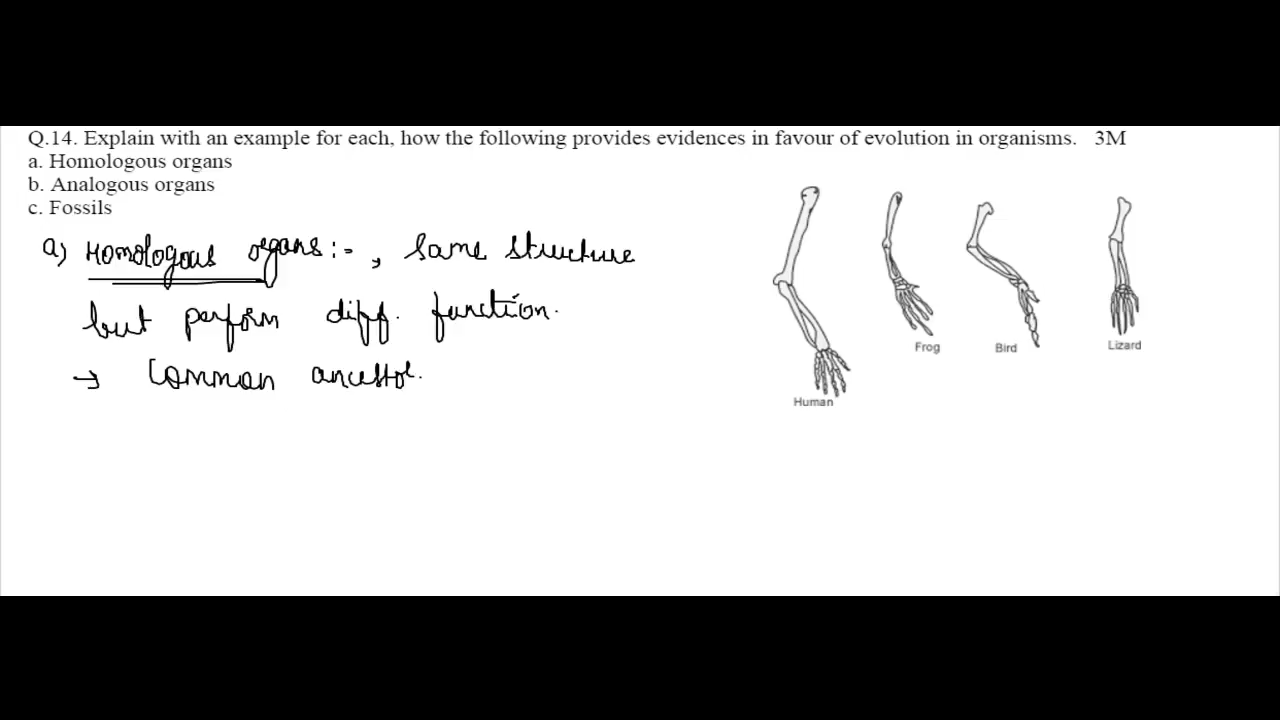 Q.14. Explain with an example for each, how the following provides evidences in favour of evolution in organisms. 3M
a. Homologous organs
b. Analogous organs
c. Fossils
a) Homologous organs :- , same structure
but perform diff. function.
→ Common ancestor.
Frog
Bird
Lizard
Human